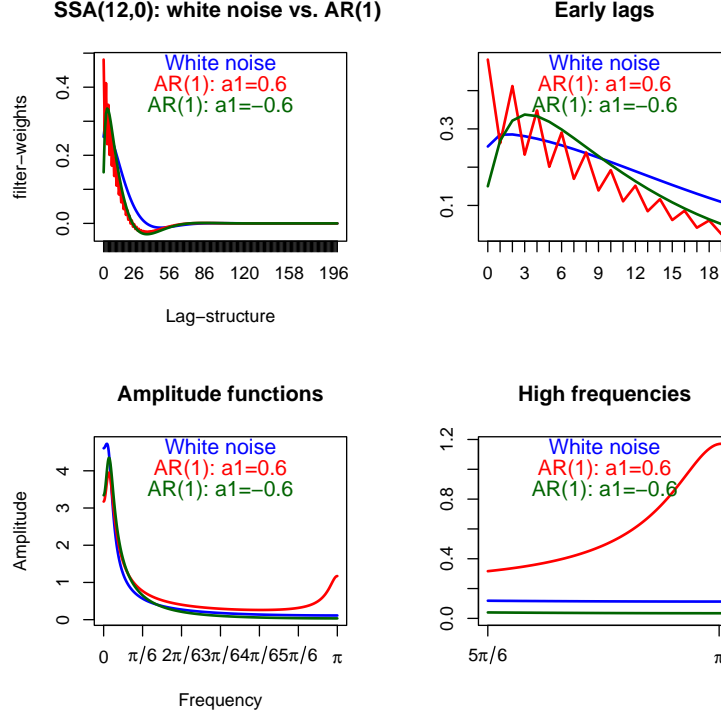 SSA(12,0): white noise vs. AR(1)
White noise
AR(1): a1=0.6
AR(1): a1=−0.6
filter−weights
0.4
0.2
0.0
0 26 56 86 120 158 196
Lag−structure
Early lags
White noise
AR(1): a1=0.6
AR(1): a1=−0.6
0.3
0.1
0 3 6 9 12 15 18
Amplitude functions
White noise
AR(1): a1=0.6
AR(1): a1=−0.6
Amplitude
4
3
2
1
0
0 π/6 2π/6 3π/6 4π/6 5π/6 π
Frequency
High frequencies
White noise
AR(1): a1=0.6
AR(1): a1=−0.6
1.2
0.8
0.4
0.0
5π/6 π